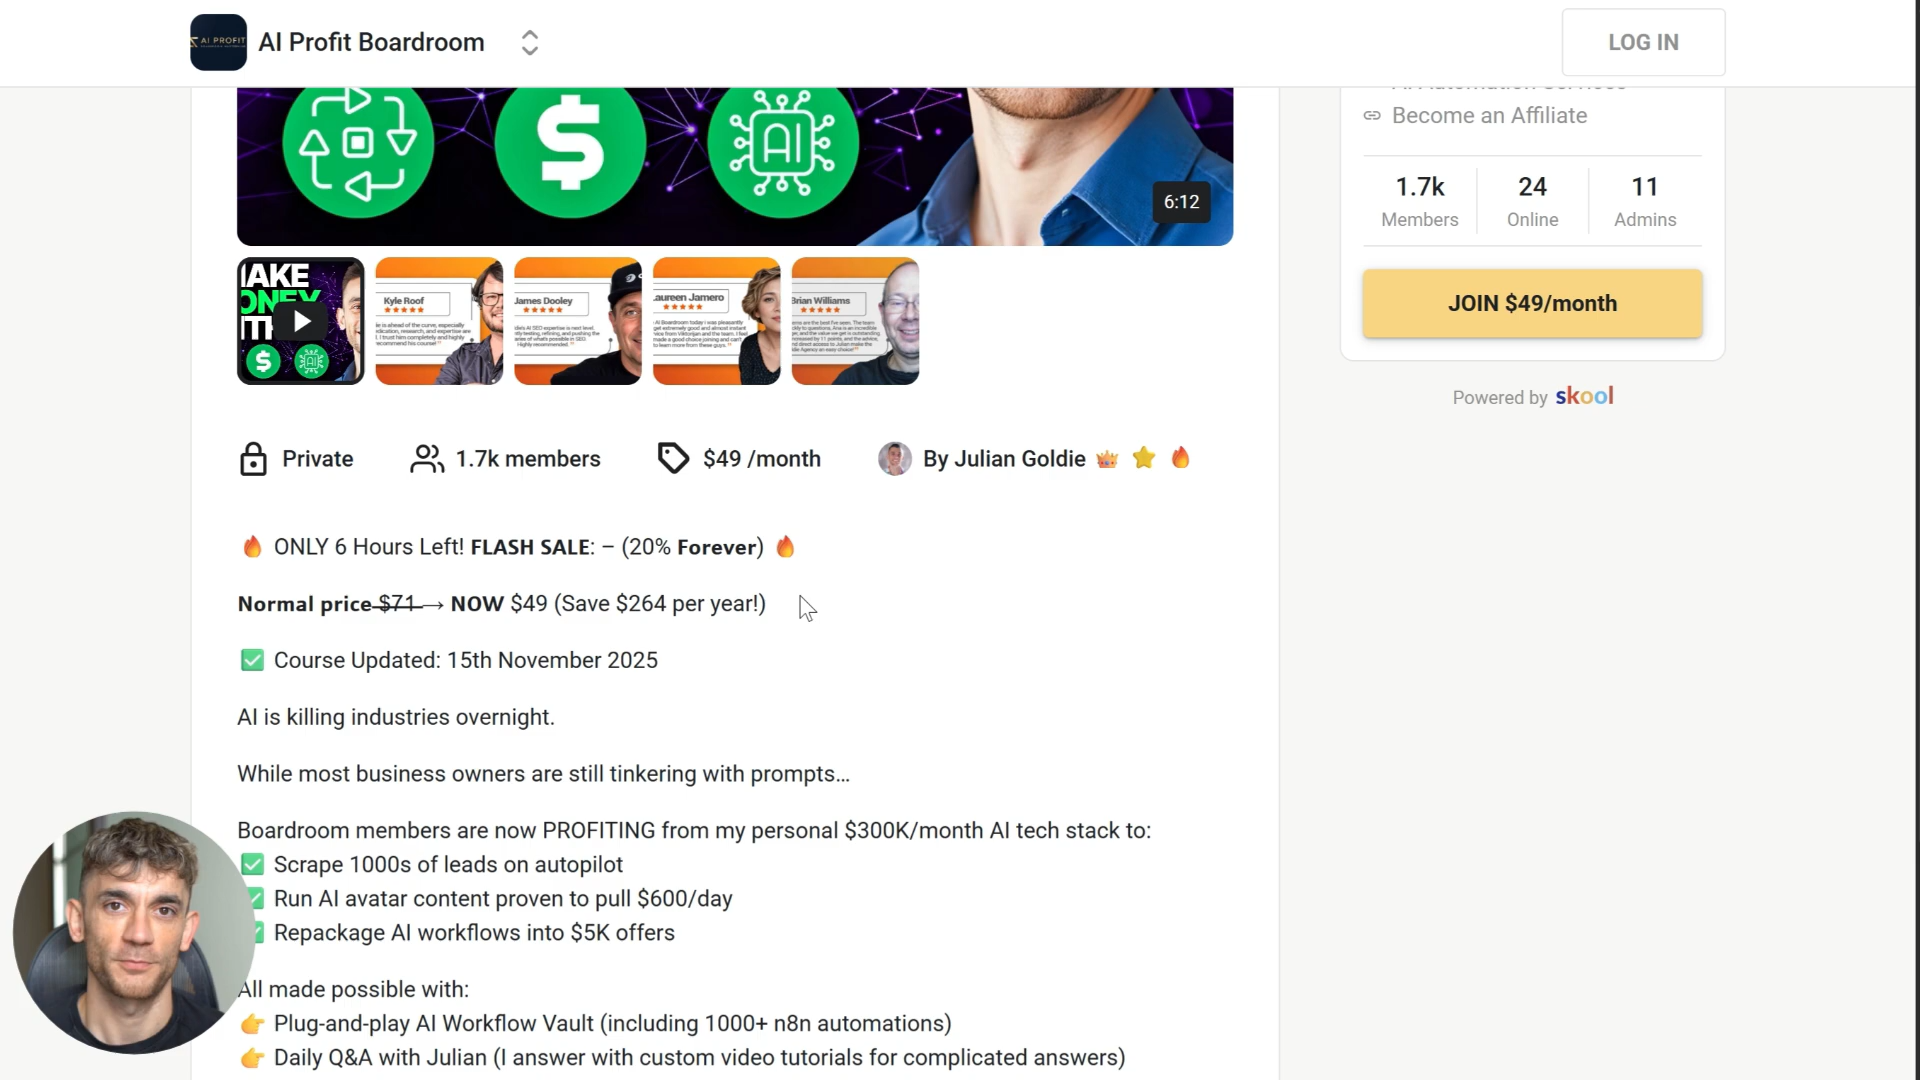 AI PROFIT
AI Profit Boardroom
LOG IN
Become an Affiliate
6:12
1.7k
Members
24
Online
11
Admins
JOIN $49/month
Powered by skool
Kyle Roof
James Dooley
Brian Williams
Private
1.7k members
$49 /month
By Julian Goldie 👑 ⭐ 🔥
🔥 ONLY 6 Hours Left! FLASH SALE: – (20% Forever) 🔥
Normal price $71 → NOW $49 (Save $264 per year!)
✅ Course Updated: 15th November 2025
AI is killing industries overnight.
While most business owners are still tinkering with prompts…
Boardroom members are now PROFITING from my personal $300K/month AI tech stack to:
✅ Scrape 1000s of leads on autopilot
✅ Run AI avatar content proven to pull $600/day
✅ Repackage AI workflows into $5K offers
All made possible with:
👉 Plug-and-play AI Workflow Vault (including 1000+ n8n automations)
👉 Daily Q&A with Julian (I answer with custom video tutorials for complicated answers)